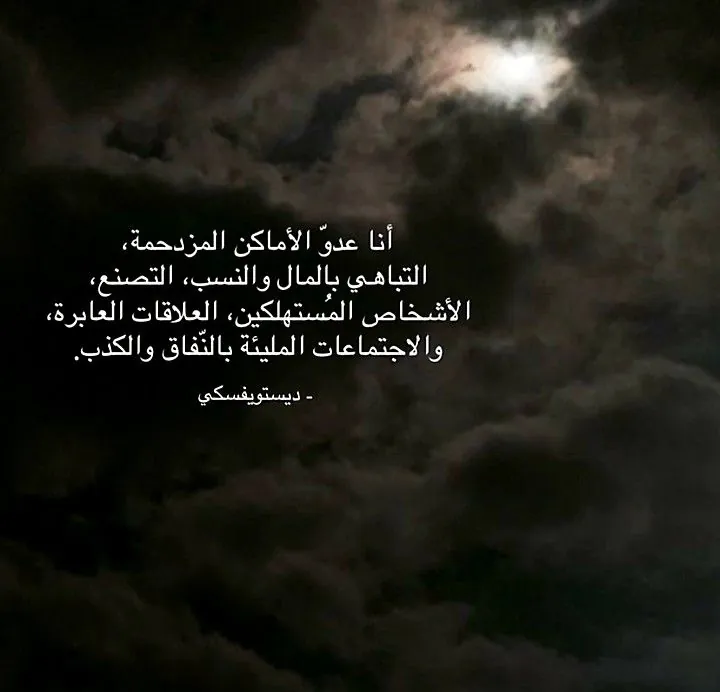 أنا عدوّ الأماكن المزدحمة،
التباهي بالمال والنسب، التصنع،
الأشخاص المُستهلكين، العلاقات العابرة،
والاجتماعات المليئة بالنّفاق والكذب.
- ديستويفسكي